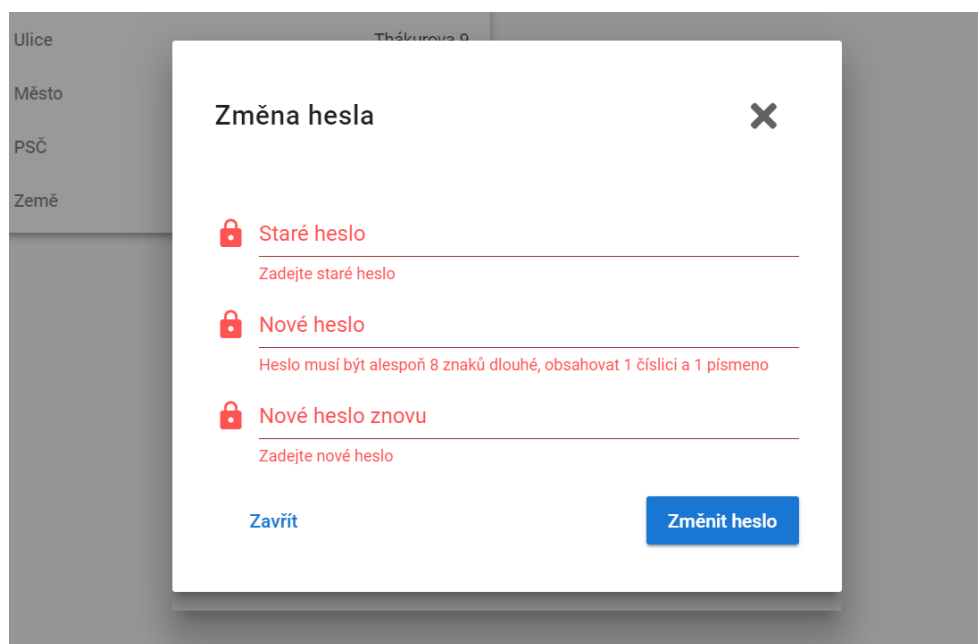 Ulice Thákurova 9
Město
PSČ
Země
Změna hesla
Staré heslo
Zadejte staré heslo
Nové heslo
Heslo musí být alespoň 8 znaků dlouhé, obsahovat 1 číslici a 1 písmeno
Nové heslo znovu
Zadejte nové heslo
Zavřít Změnit heslo